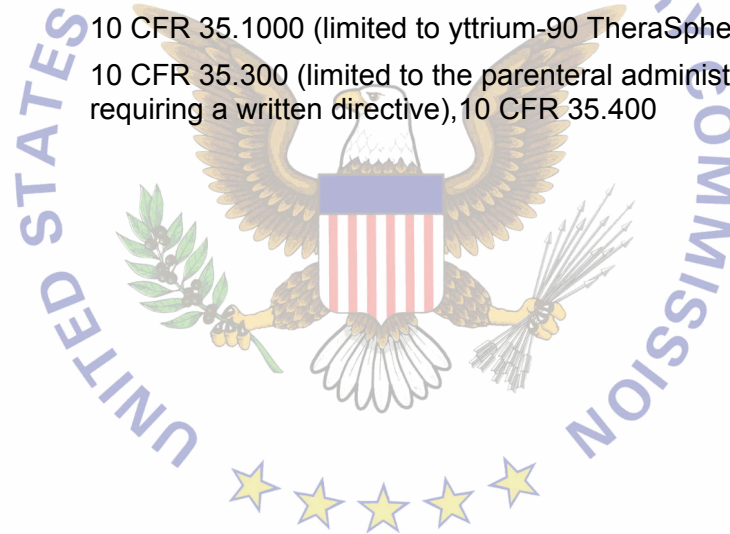 10 CFR 35.1000 (limited to yttrium-90 TheraSphe
10 CFR 35.300 (limited to the parenteral administ
requiring a written directive),10 CFR 35.400
UNITED STATES
Y COMMISSION